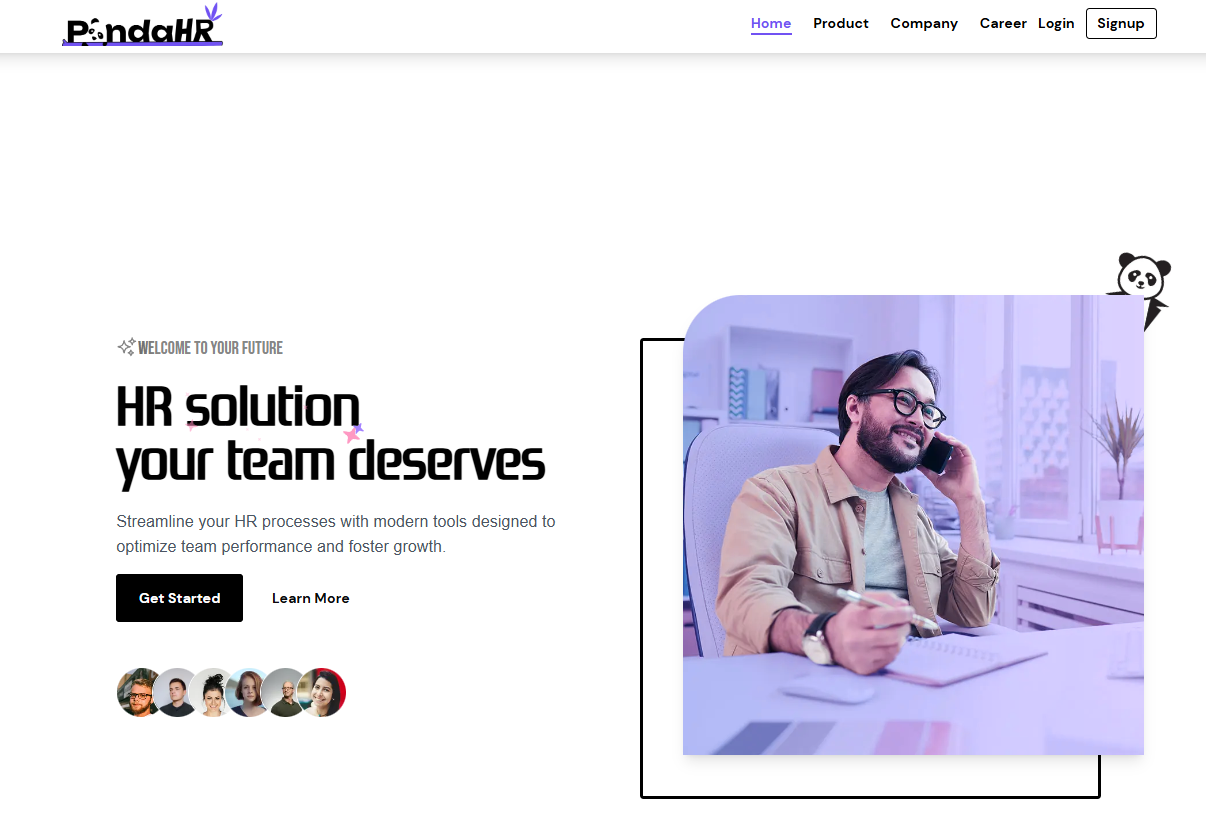 PandaHR
Home
Product
Company
Career
Login
Signup
WELCOME TO YOUR FUTURE
HR solution
your team deserves
Streamline your HR processes with modern tools designed to
optimize team performance and foster growth.
Get Started
Learn More